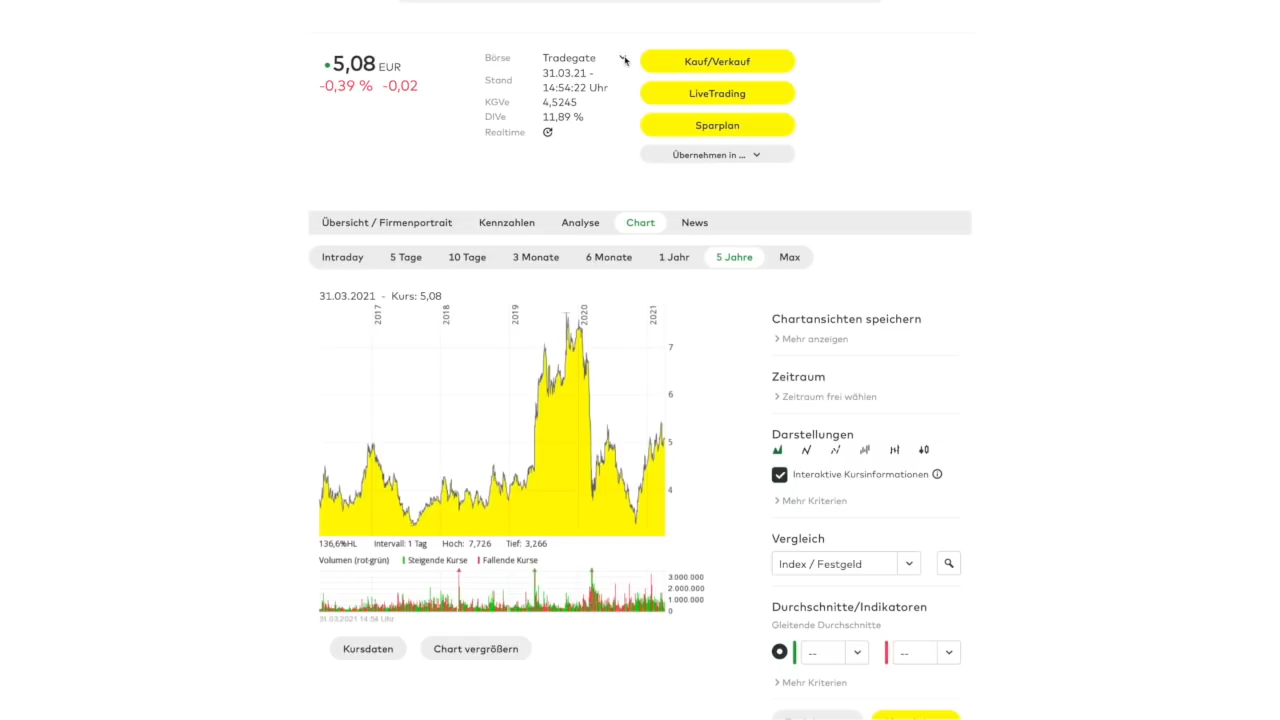 5,08 EUR
-0,39 % -0,02
Börse Tradegate
Stand 31.03.21 -
14:54:22 Uhr
KGVe 4,5245
DIVe 11,89 %
Realtime
Kauf/Verkauf
LiveTrading
Sparplan
Übernehmen in ...
Übersicht / Firmenportrait Kennzahlen Analyse Chart News
Intraday 5 Tage 10 Tage 3 Monate 6 Monate 1 Jahr 5 Jahre Max
31.03.2021 - Kurs: 5,08
2017 2018 2019 2020 2021
7
6
5
4
136,6%HL Intervall: 1 Tag Hoch: 7,726 Tief: 3,266
Volumen (rot-grün) Steigende Kurse Fallende Kurse
3.000.000
2.000.000
1.000.000
0
31.03.2021 14:54 Uhr
Kursdaten Chart vergrößern
Chartansichten speichern
Mehr anzeigen
Zeitraum
Zeitraum frei wählen
Darstellungen
Interaktive Kursinformationen
Mehr Kriterien
Vergleich
Index / Festgeld
Durchschnitte/Indikatoren
Gleitende Durchschnitte
-- --
Mehr Kriterien